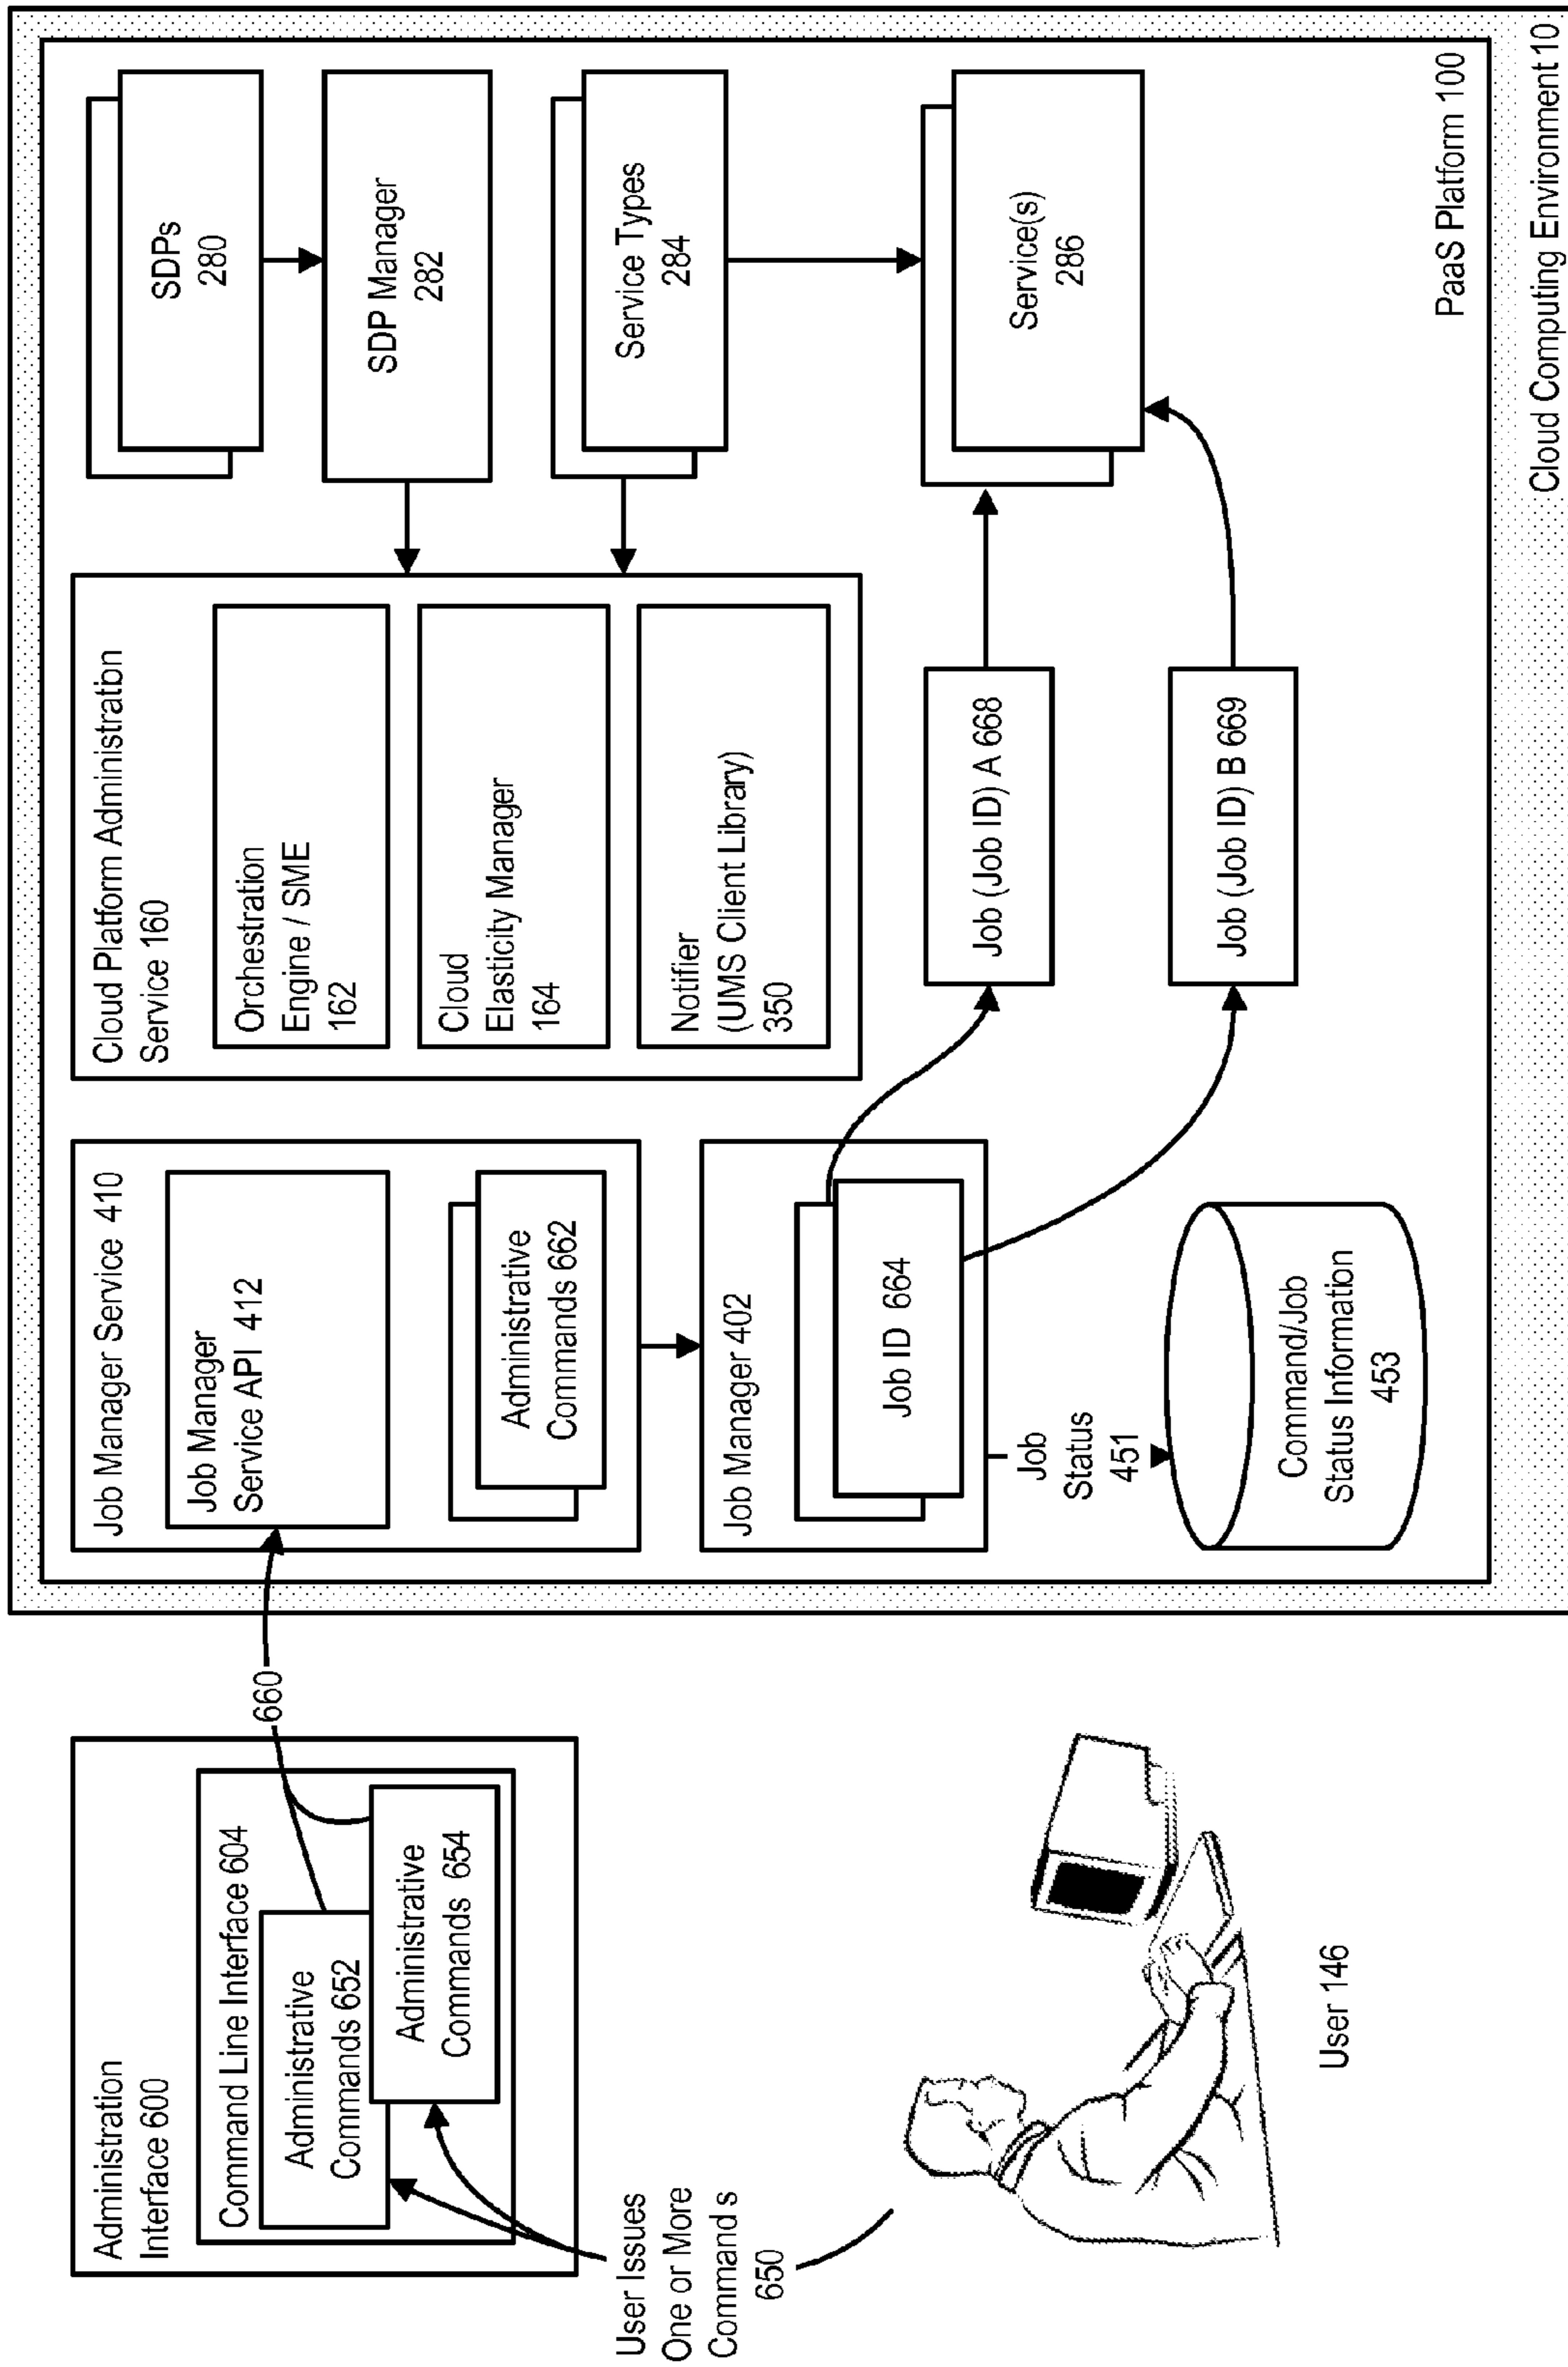 Administration
Interface 600
Command Line Interface 604
Administrative
Commands 652
Administrative
Commands 654
User Issues
One or More
Commands
650
User 146
660
Job Manager Service 410
Job Manager
Service API 412
Administrative
Commands 662
Job Manager 402
Job ID 664
Job
Status
451
Command/Job
Status Information
453
Cloud Platform Administration
Service 160
Orchestration
Engine / SME
162
Cloud
Elasticity Manager
164
Notifier
(UMS Client Library)
350
Job (Job ID) A 668
Job (Job ID) B 669
SDPs
280
SDP Manager
282
Service Types
284
Service(s)
286
PaaS Platform 100
Cloud Computing Environment 10